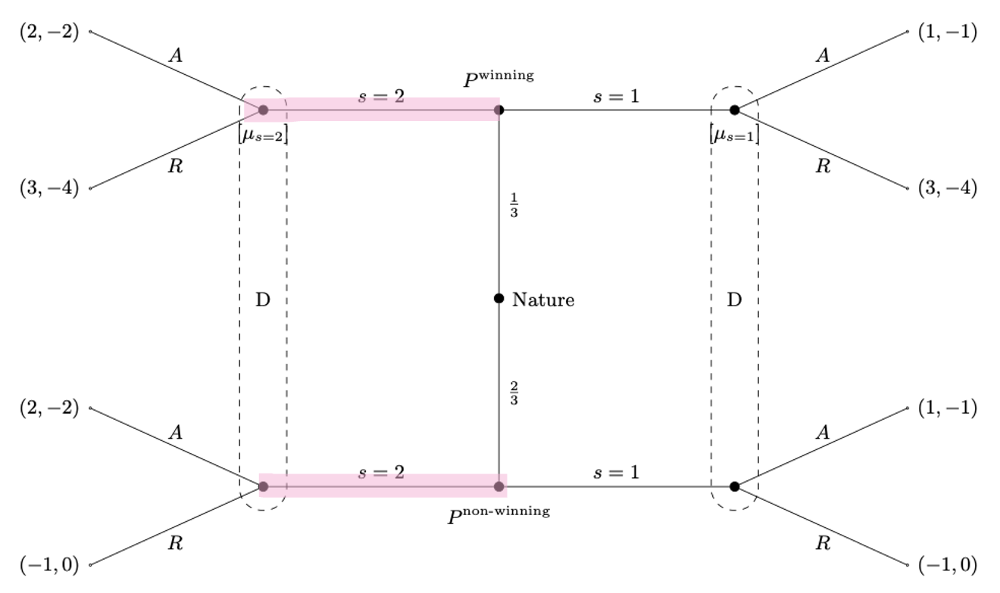 (2, −2)
(1, −1)
A
A
P^winning
s = 2
s = 1
[μ_{s=2}]
[μ_{s=1}]
R
R
(3, −4)
(3, −4)
1/3
D
Nature
D
2/3
(2, −2)
(1, −1)
A
A
s = 2
s = 1
P^non-winning
R
R
(−1, 0)
(−1, 0)